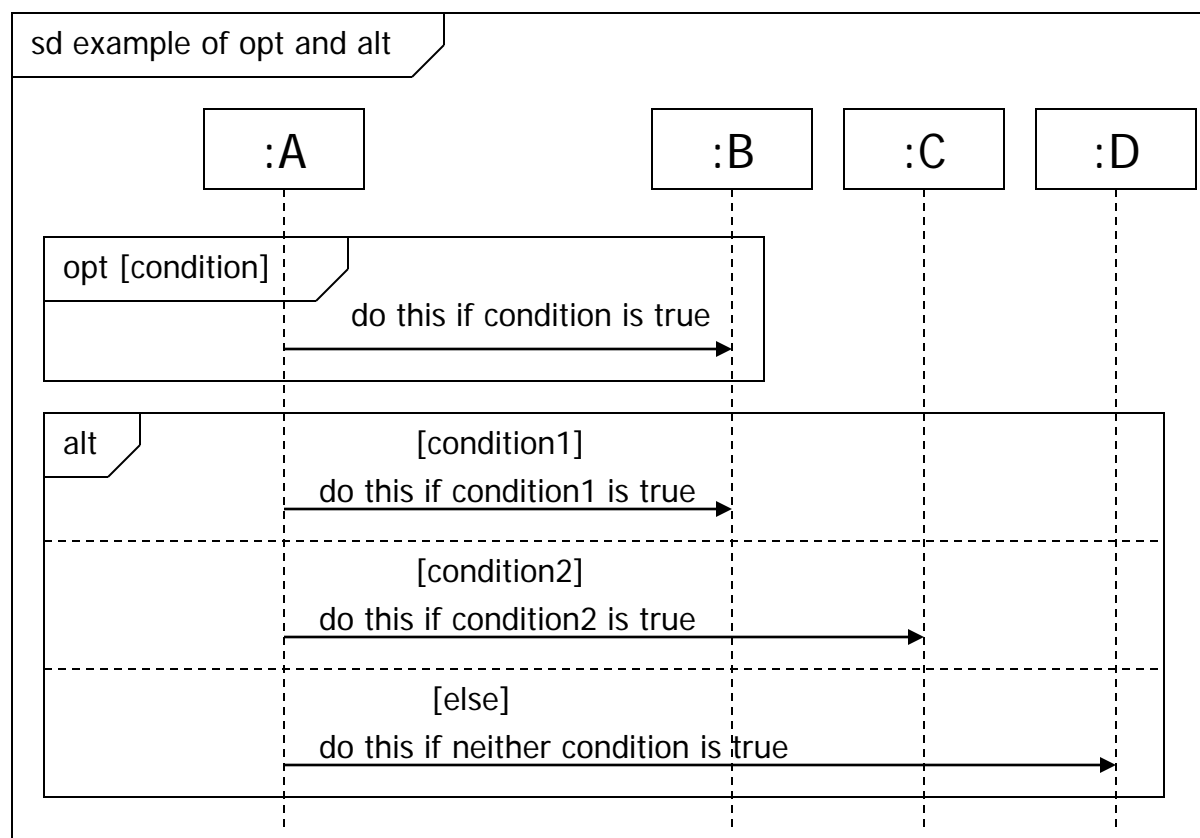 sd example of opt and alt
:A
:B
:C
:D
opt [condition]
do this if condition is true
alt
[condition1]
do this if condition1 is true
[condition2]
do this if condition2 is true
[else]
do this if neither condition is true